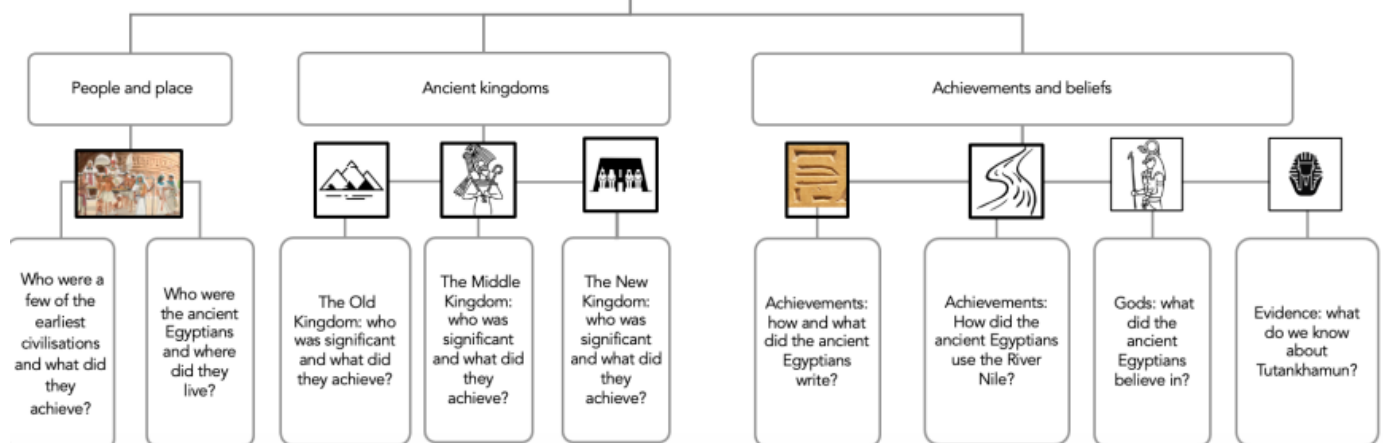 People and place
Ancient kingdoms
Achievements and beliefs
Who were a
few of the
earliest
civilisations
and what did
they
achieve?
Who were
the ancient
Egyptians
and where
did they
live?
The Old
Kingdom: who
was significant
and what did
they achieve?
The Middle
Kingdom:
who was
significant
and what did
they
achieve?
The New
Kingdom:
who was
significant
and what did
they
achieve?
Achievements:
how and what
did the ancient
Egyptians
write?
Achievements:
How did the
ancient Egyptians
use the River
Nile?
Gods: what
did the
ancient
Egyptians
believe in?
Evidence: what
do we know
about
Tutankhamun?